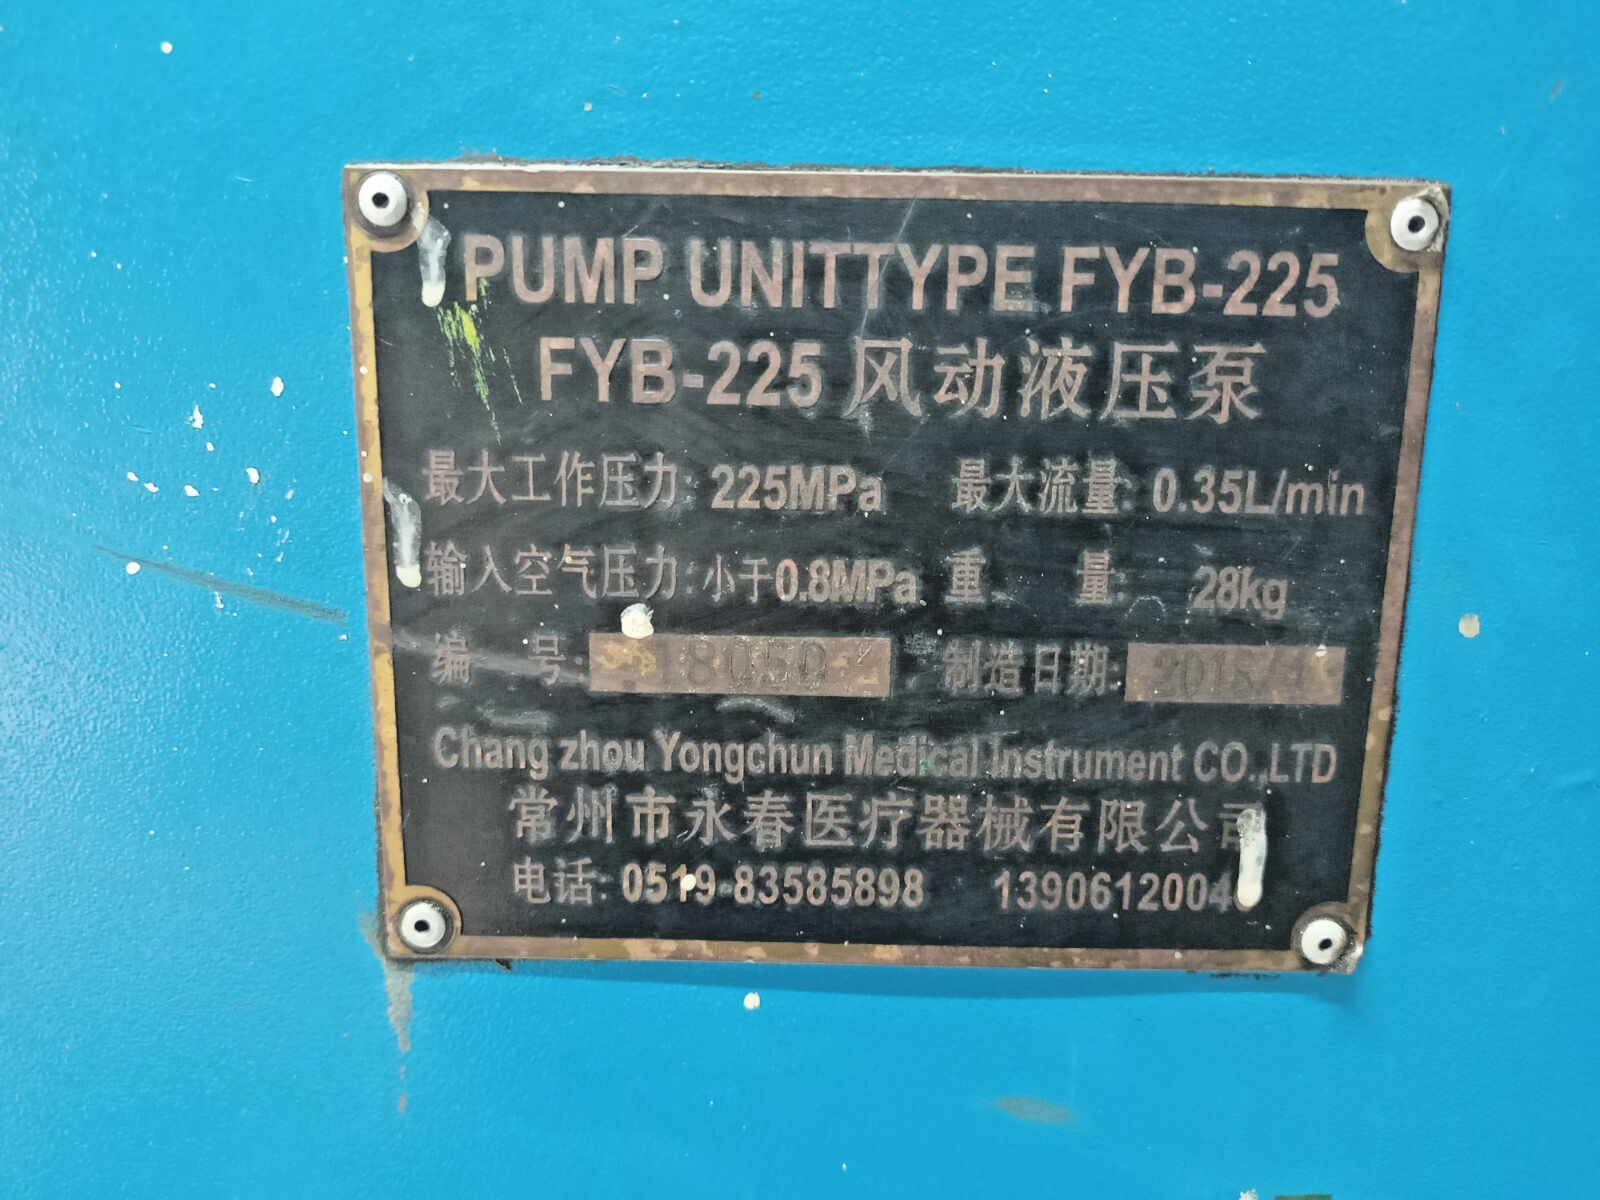 PUMP UNITTYPE FYB-225
FYB-225 风动液压泵
最大工作压力: 225MPa 最大流量: 0.35L/min
输入空气压力: 小于0.8MPa 重 量: 28kg
编 号: 18050 制造日期:
Chang zhou Yongchun Medical Instrument CO.,LTD
常州市永春医疗器械有限公司
电话: 0519-83585898